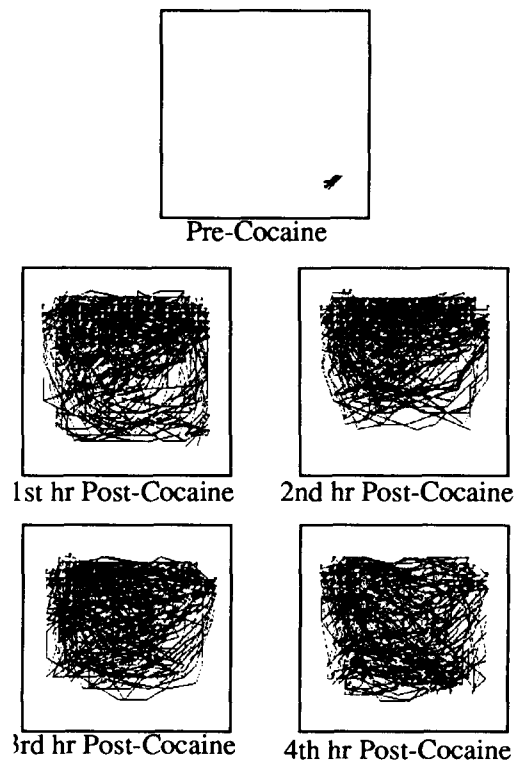 Pre-Cocaine
1st hr Post-Cocaine
2nd hr Post-Cocaine
3rd hr Post-Cocaine
4th hr Post-Cocaine